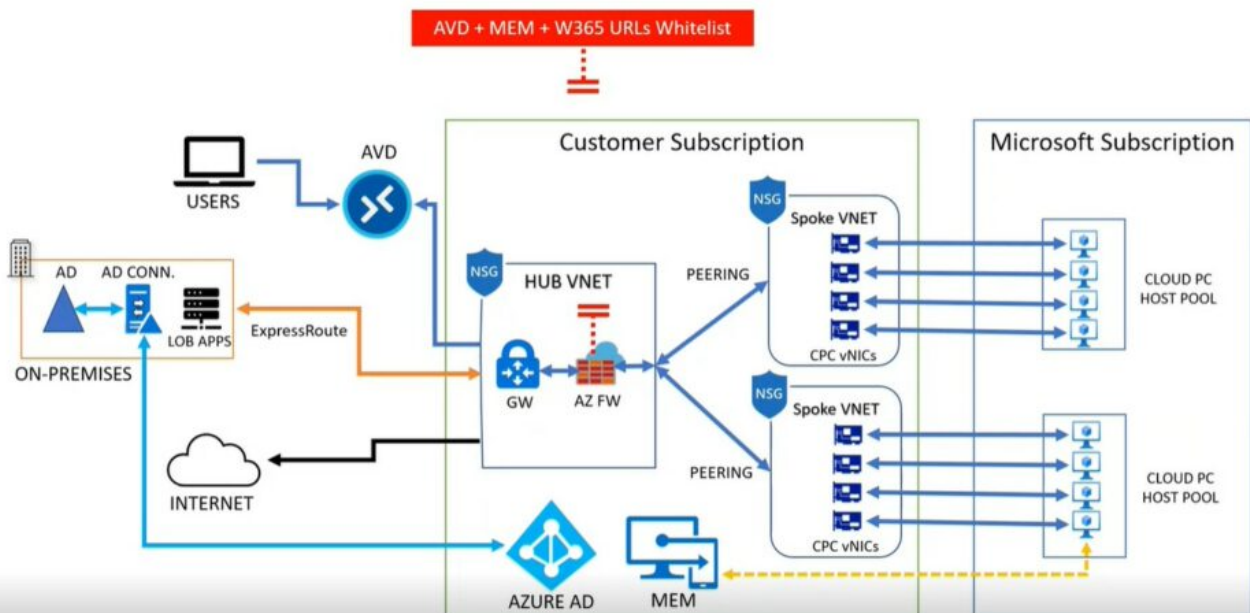 AVD + MEM + W365 URLs Whitelist
Customer Subscription
Microsoft Subscription
AVD
USERS
NSG
Spoke VNET
CPC vNICs
CLOUD PC
HOST POOL
NSG
HUB VNET
PEERING
GW
AZ FW
AD
AD CONN.
LOB APPS
ExpressRoute
ON-PREMISES
NSG
Spoke VNET
CPC vNICs
PEERING
CLOUD PC
HOST POOL
INTERNET
AZURE AD
MEM